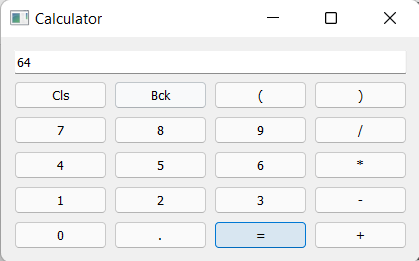 Calculator
64
Cls Bck ( )
7 8 9 /
4 5 6 *
1 2 3 -
0 . = +